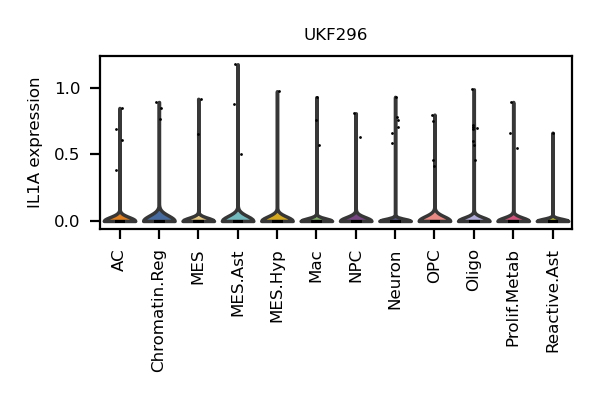 UKF296
IL1A expression
1.0
0.5
0.0
AC
Chromatin.Reg
MES
MES.Ast
MES.Hyp
Mac
NPC
Neuron
OPC
Oligo
Prolif.Metab
Reactive.Ast